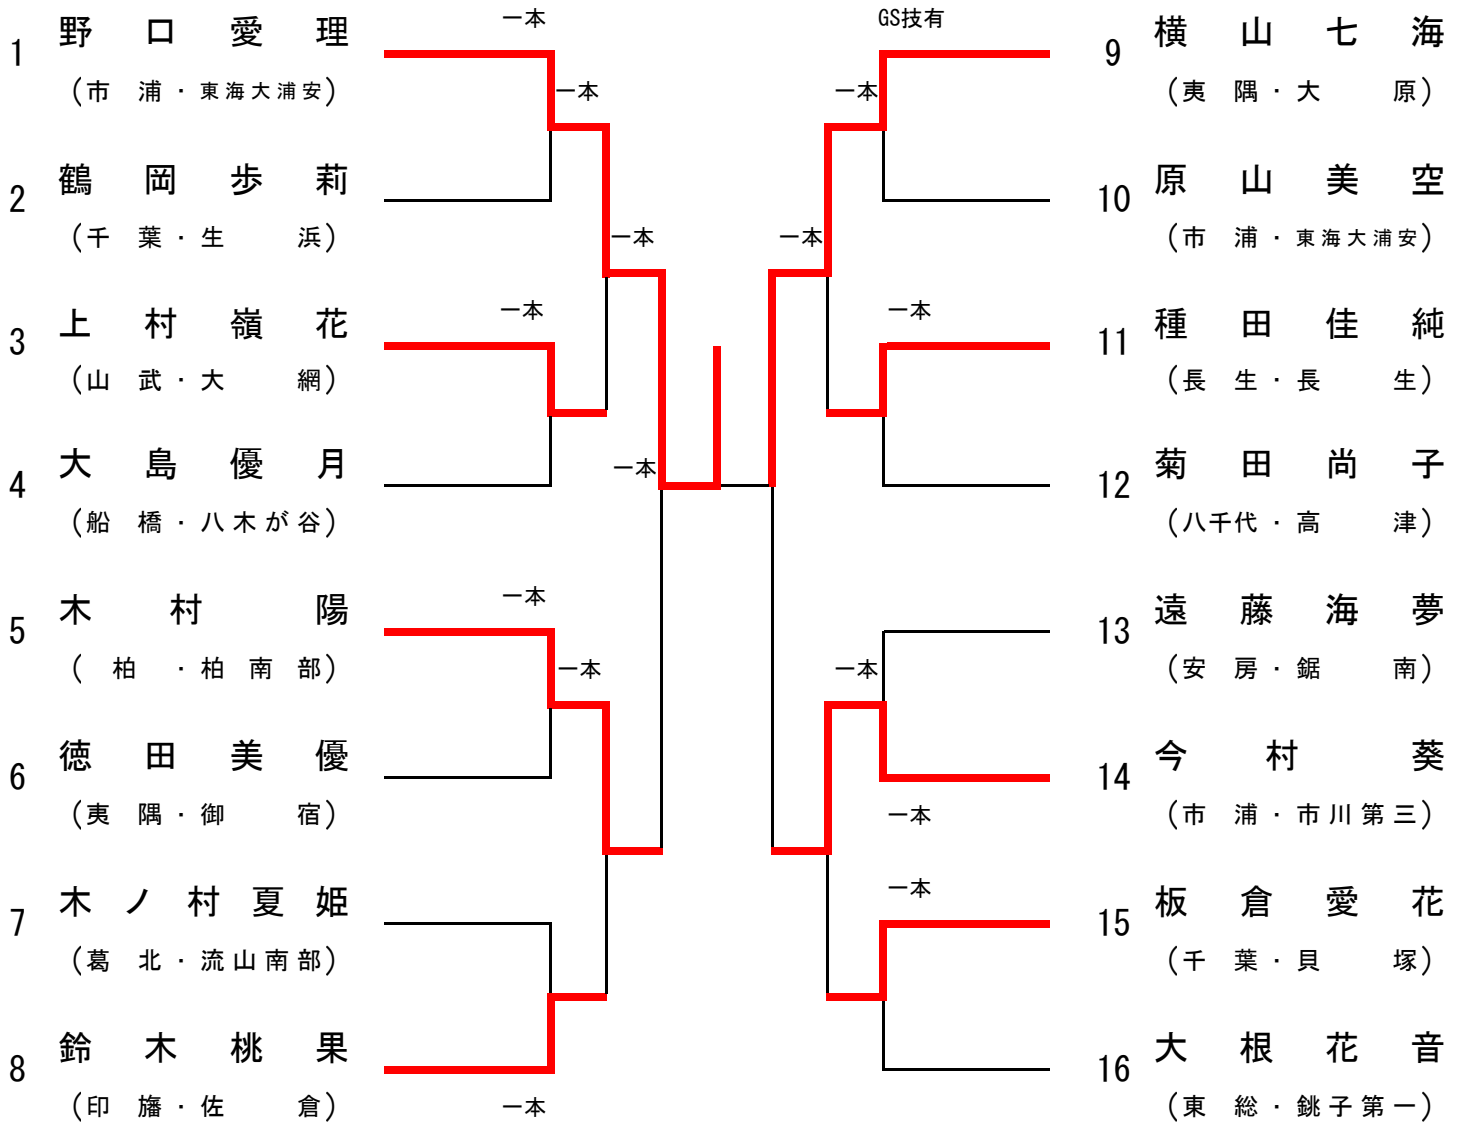 一本
GS技有
1 野口愛理
(市浦・東海大浦安)
一本
一本
9 横山七海
(夷隅・大原)
2 鶴岡歩莉
(千葉・生浜)
一本
一本
10 原山美空
(市浦・東海大浦安)
一本
一本
3 上村嶺花
(山武・大網)
11 種田佳純
(長生・長生)
4 大島優月
(船橋・八木が谷)
一本
12 菊田尚子
(八千代・高津)
一本
5 木村陽
(柏・柏南部)
一本
一本
13 遠藤海夢
(安房・鋸南)
6 徳田美優
(夷隅・御宿)
14 今村葵
(市浦・市川第三)
一本
一本
7 木ノ村夏姫
(葛北・流山南部)
15 板倉愛花
(千葉・貝塚)
8 鈴木桃果
(印旛・佐倉)
一本
16 大根花音
(東総・銚子第一)